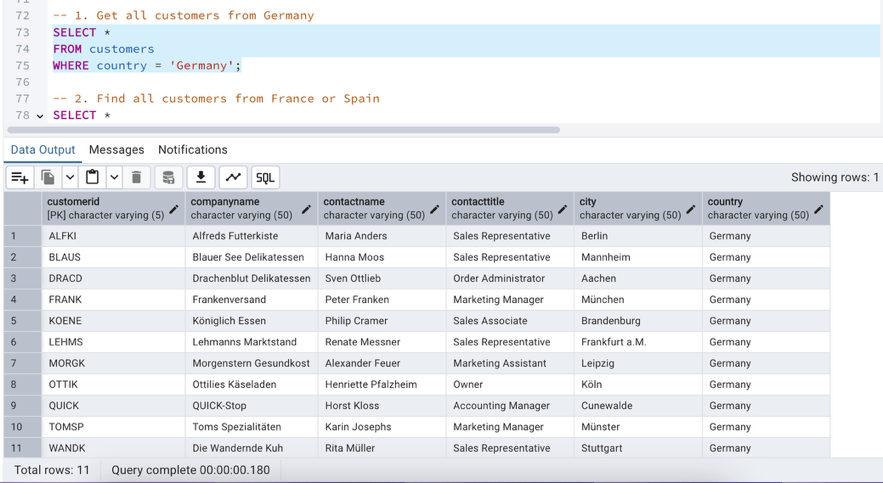 72 -- 1. Get all customers from Germany
73 SELECT *
74 FROM customers
75 WHERE country = 'Germany';
76
77 -- 2. Find all customers from France or Spain
78 SELECT *
Data Output Messages Notifications
SQL Showing rows: 1
customerid companyname contactname contacttitle city country
[PK] character varying (5) character varying (50) character varying (50) character varying (50) character varying (50) character varying (50)
1 ALFKI Alfreds Futterkiste Maria Anders Sales Representative Berlin Germany
2 BLAUS Blauer See Delikatessen Hanna Moos Sales Representative Mannheim Germany
3 DRACD Drachenblut Delikatessen Sven Ottlieb Order Administrator Aachen Germany
4 FRANK Frankenversand Peter Franken Marketing Manager München Germany
5 KOENE Königlich Essen Philip Cramer Sales Associate Brandenburg Germany
6 LEHMS Lehmanns Marktstand Renate Messner Sales Representative Frankfurt a.M. Germany
7 MORGK Morgenstern Gesundkost Alexander Feuer Marketing Assistant Leipzig Germany
8 OTTIK Ottilies Käseladen Henriette Pfalzheim Owner Köln Germany
9 QUICK QUICK-Stop Horst Kloss Accounting Manager Cunewalde Germany
10 TOMSP Toms Spezialitäten Karin Josephs Marketing Manager Münster Germany
11 WANDK Die Wandernde Kuh Rita Müller Sales Representative Stuttgart Germany
Total rows: 11 Query complete 00:00:00.180